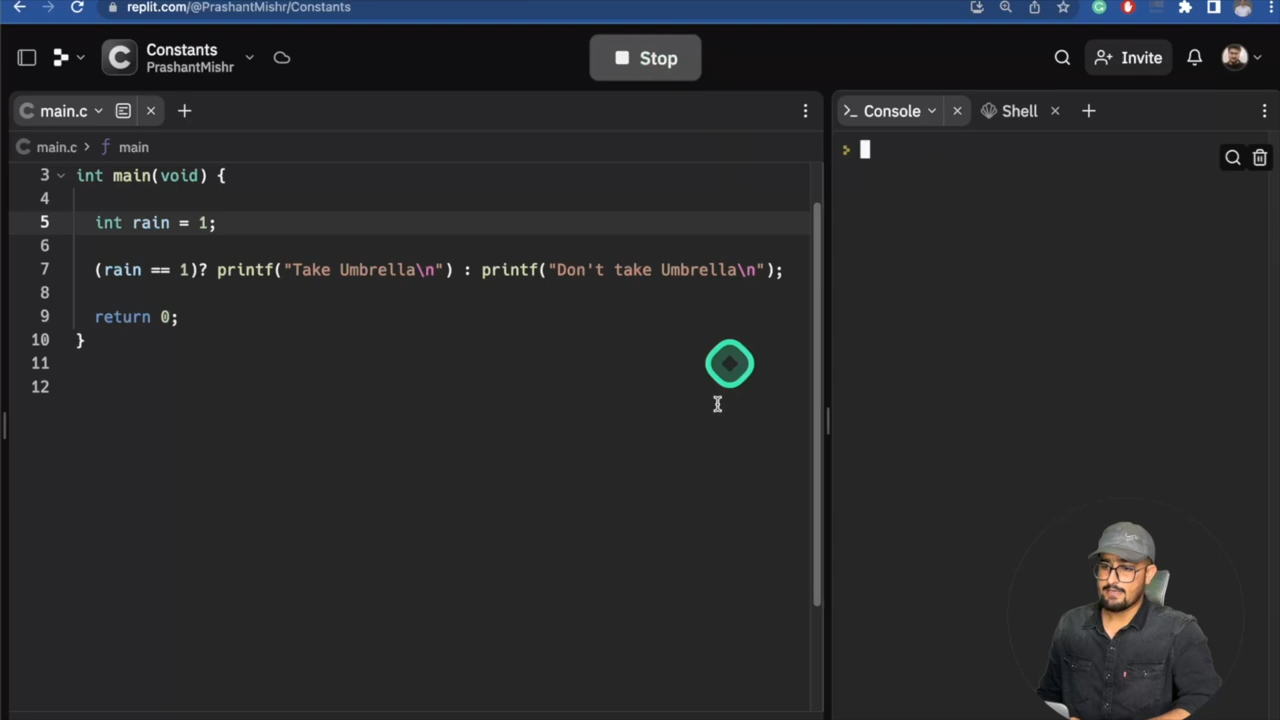 replit.com/@PrashantMishr/Constants
Constants
PrashantMishr
Stop
Invite
main.c
Console
Shell
main.c > f main
3 int main(void) {
4
5 int rain = 1;
6
7 (rain == 1)? printf("Take Umbrella\n") : printf("Don't take Umbrella\n");
8
9 return 0;
10 }
11
12